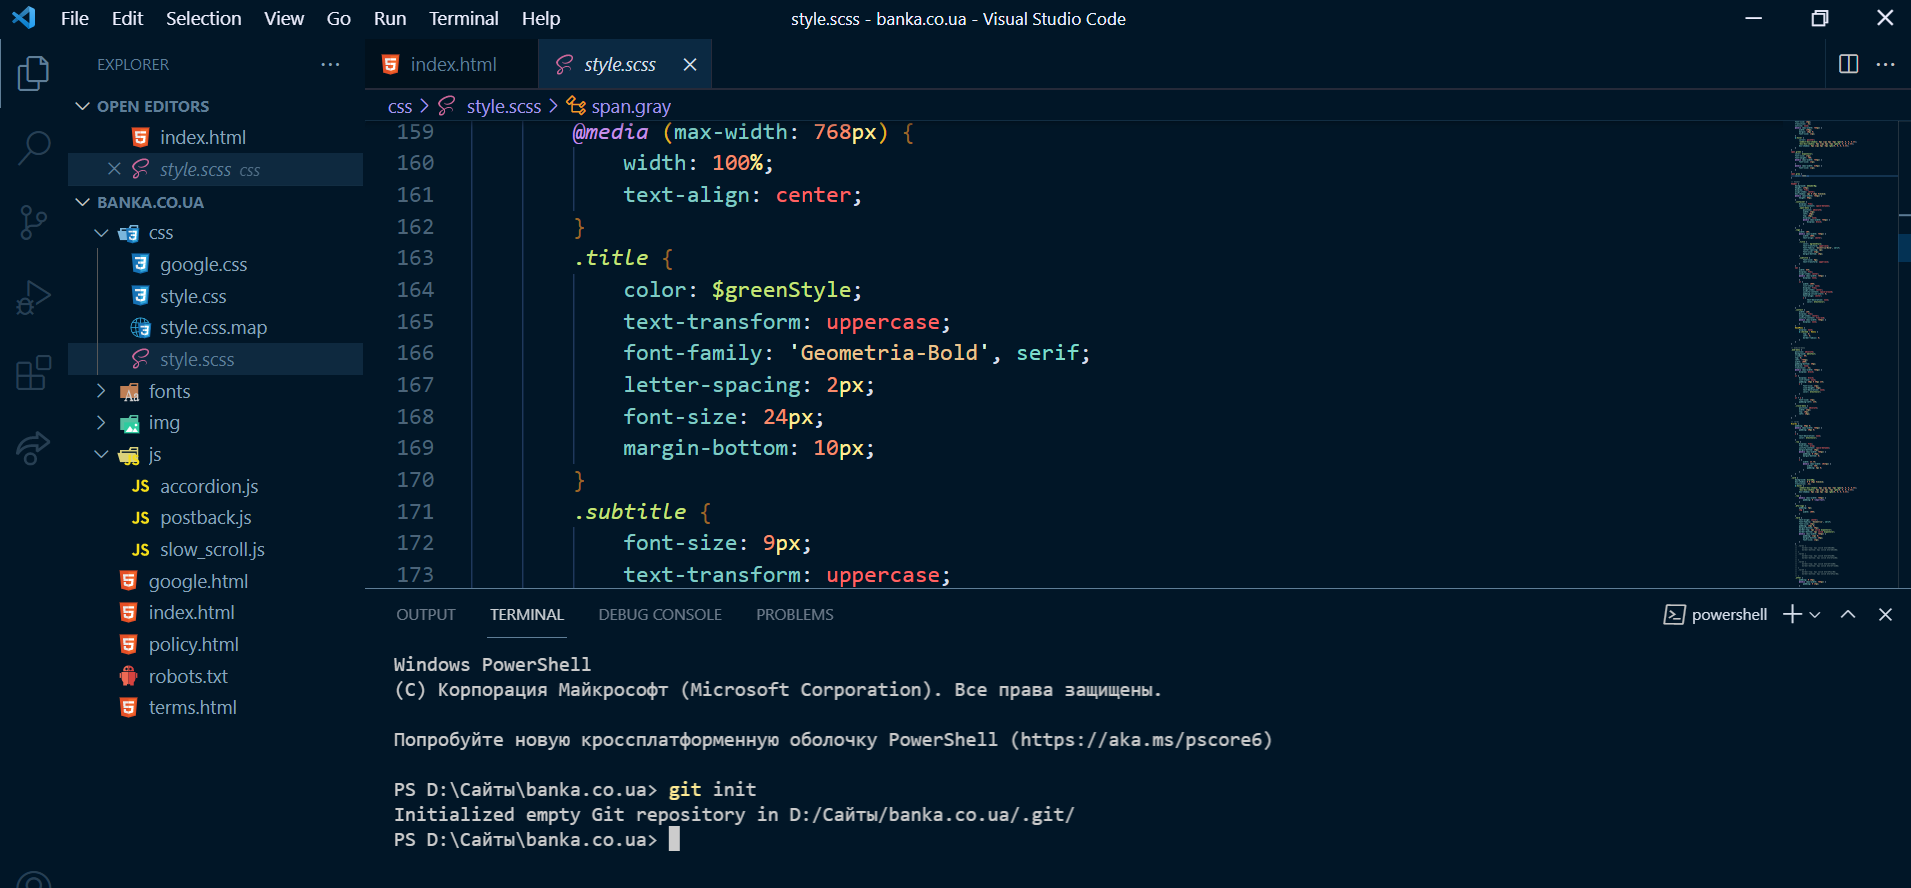 File Edit Selection View Go Run Terminal Help
style.scss - banka.co.ua - Visual Studio Code
EXPLORER
OPEN EDITORS
index.html
style.scss css
BANKA.CO.UA
css
google.css
style.css
style.css.map
style.scss
fonts
img
js
JS accordion.js
JS postback.js
JS slow_scroll.js
google.html
index.html
policy.html
robots.txt
terms.html
index.html
style.scss
css > style.scss > span.gray
159 @media (max-width: 768px) {
160 width: 100%;
161 text-align: center;
162 }
163 .title {
164 color: $greenStyle;
165 text-transform: uppercase;
166 font-family: 'Geometria-Bold', serif;
167 letter-spacing: 2px;
168 font-size: 24px;
169 margin-bottom: 10px;
170 }
171 .subtitle {
172 font-size: 9px;
173 text-transform: uppercase;
OUTPUT TERMINAL DEBUG CONSOLE PROBLEMS
powershell
Windows PowerShell
(C) Корпорация Майкрософт (Microsoft Corporation). Все права защищены.
Попробуйте новую кроссплатформенную оболочку PowerShell (https://aka.ms/pscore6)
PS D:\Сайты\banka.co.ua> git init
Initialized empty Git repository in D:/Сайты/banka.co.ua/.git/
PS D:\Сайты\banka.co.ua>